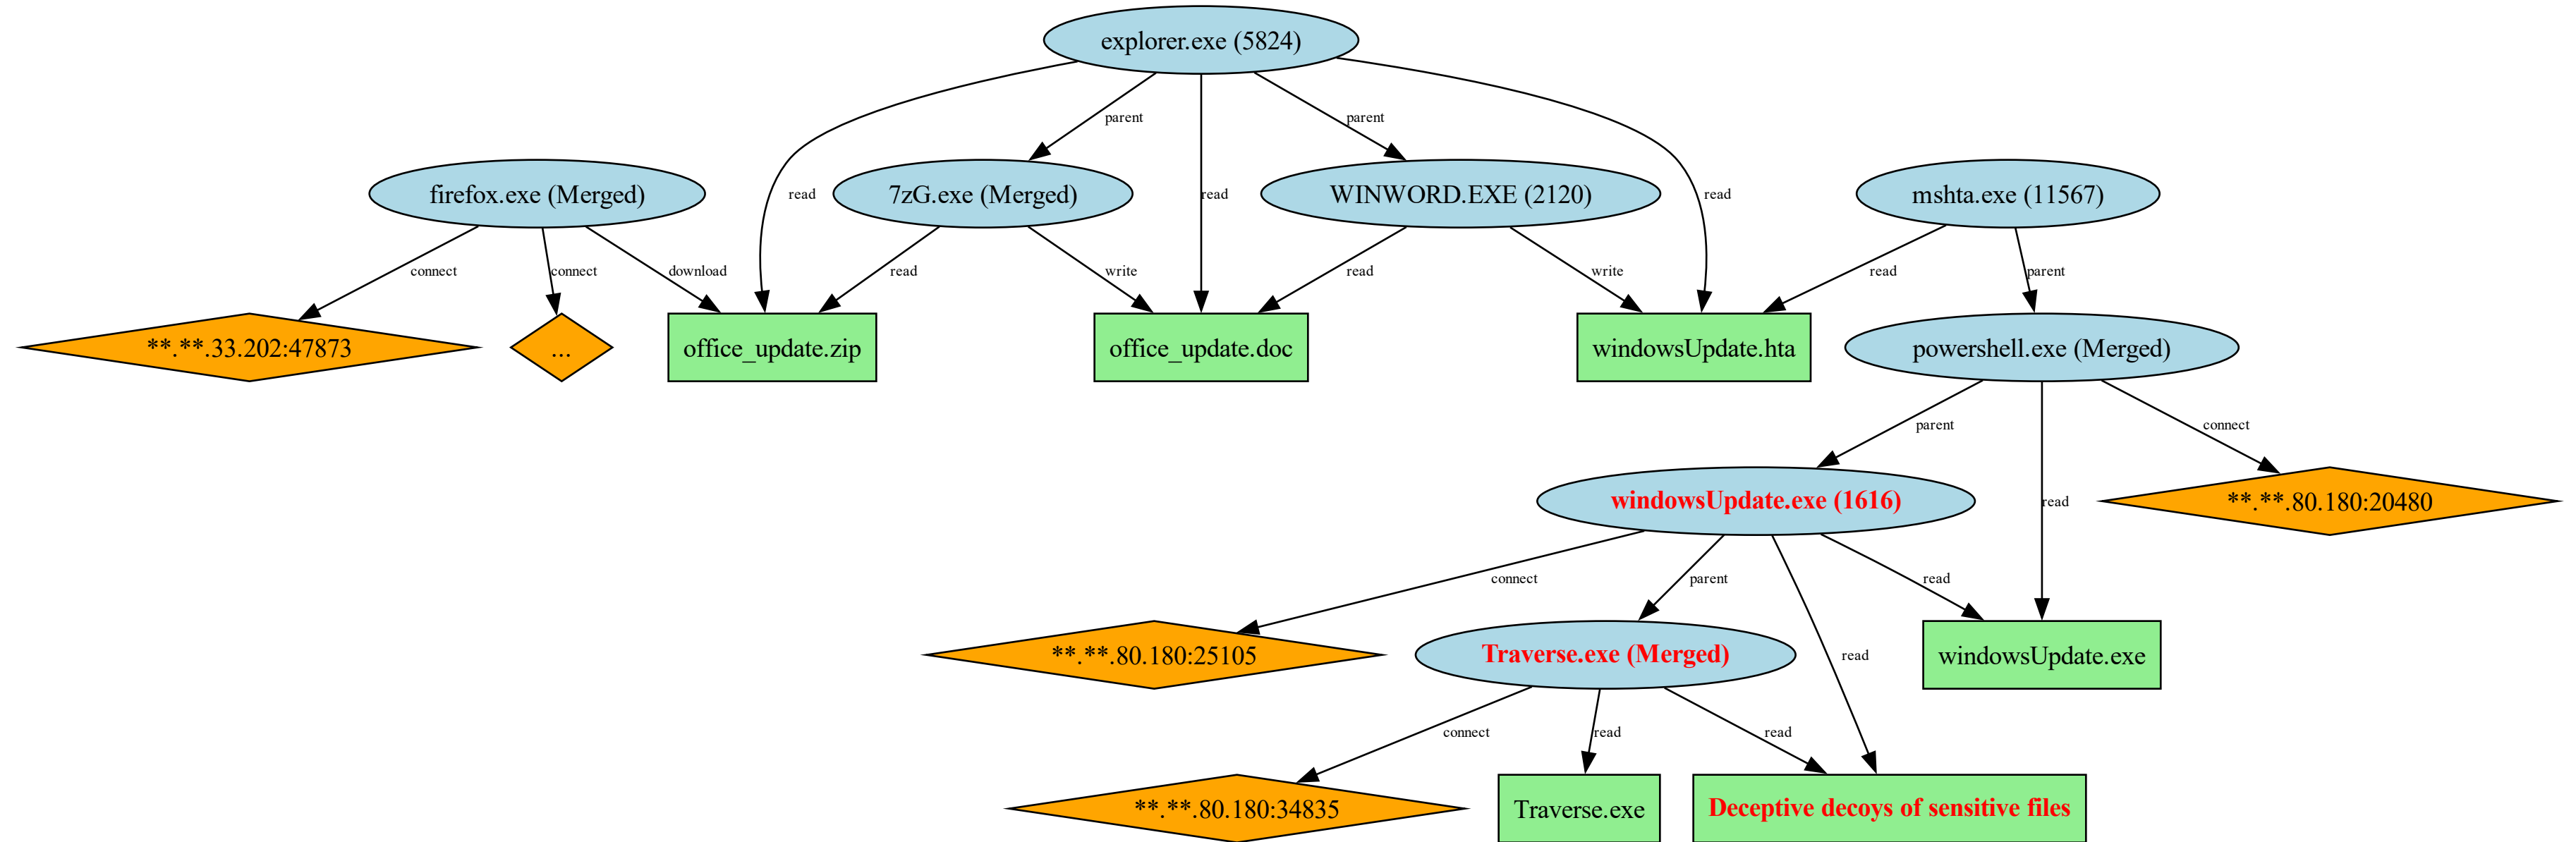 explorer.exe (5824)
parent
parent
firefox.exe (Merged)
read
7zG.exe (Merged)
read
WINWORD.EXE (2120)
read
mshta.exe (11567)
connect
connect
download
read
write
read
write
read
parent
**.**.33.202:47873
...
office_update.zip
office_update.doc
windowsUpdate.hta
powershell.exe (Merged)
parent
connect
windowsUpdate.exe (1616)
read
**.**.80.180:20480
connect
parent
read
**.**.80.180:25105
Traverse.exe (Merged)
read
windowsUpdate.exe
connect
read
read
**.**.80.180:34835
Traverse.exe
Deceptive decoys of sensitive files